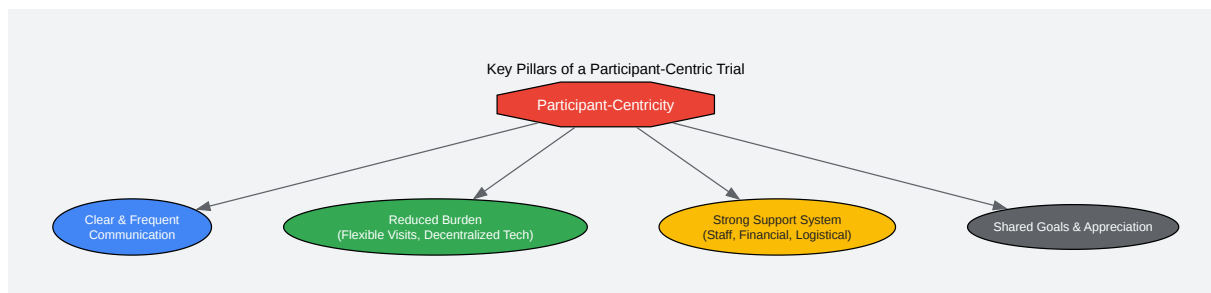 Key Pillars of a Participant-Centric Trial
Participant-Centricity
Clear & Frequent
Communication
Reduced Burden
(Flexible Visits, Decentralized Tech)
Strong Support System
(Staff, Financial, Logistical)
Shared Goals & Appreciation